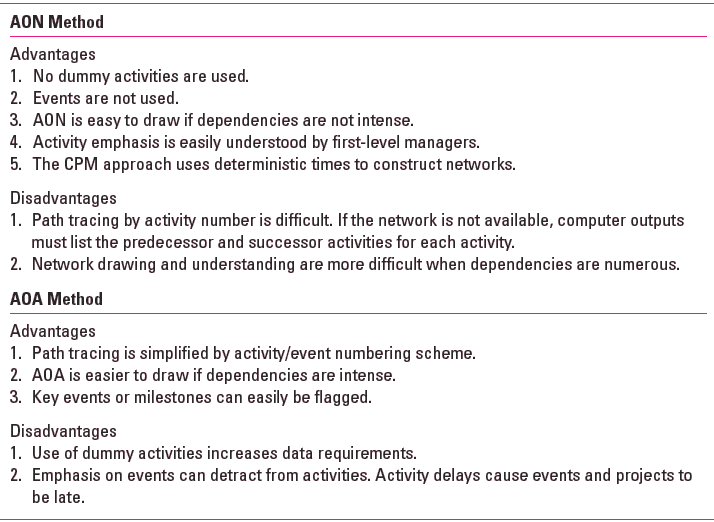 AON Method
Advantages
1. No dummy activities are used.
2. Events are not used.
3. AON is easy to draw if dependencies are not intense.
4. Activity emphasis is easily understood by first-level managers.
5. The CPM approach uses deterministic times to construct networks.
Disadvantages
1. Path tracing by activity number is difficult. If the network is not available, computer outputs
must list the predecessor and successor activities for each activity.
2. Network drawing and understanding are more difficult when dependencies are numerous.
AOA Method
Advantages
1. Path tracing is simplified by activity/event numbering scheme.
2. AOA is easier to draw if dependencies are intense.
3. Key events or milestones can easily be flagged.
Disadvantages
1. Use of dummy activities increases data requirements.
2. Emphasis on events can detract from activities. Activity delays cause events and projects to
be late.